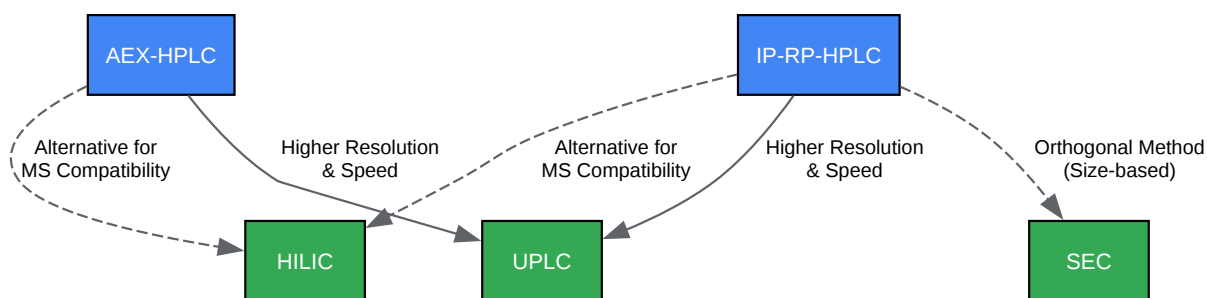 AEX-HPLC
IP-RP-HPLC
Alternative for
MS Compatibility
Higher Resolution
& Speed
Alternative for
MS Compatibility
Higher Resolution
& Speed
Orthogonal Method
(Size-based)
HILIC
UPLC
SEC